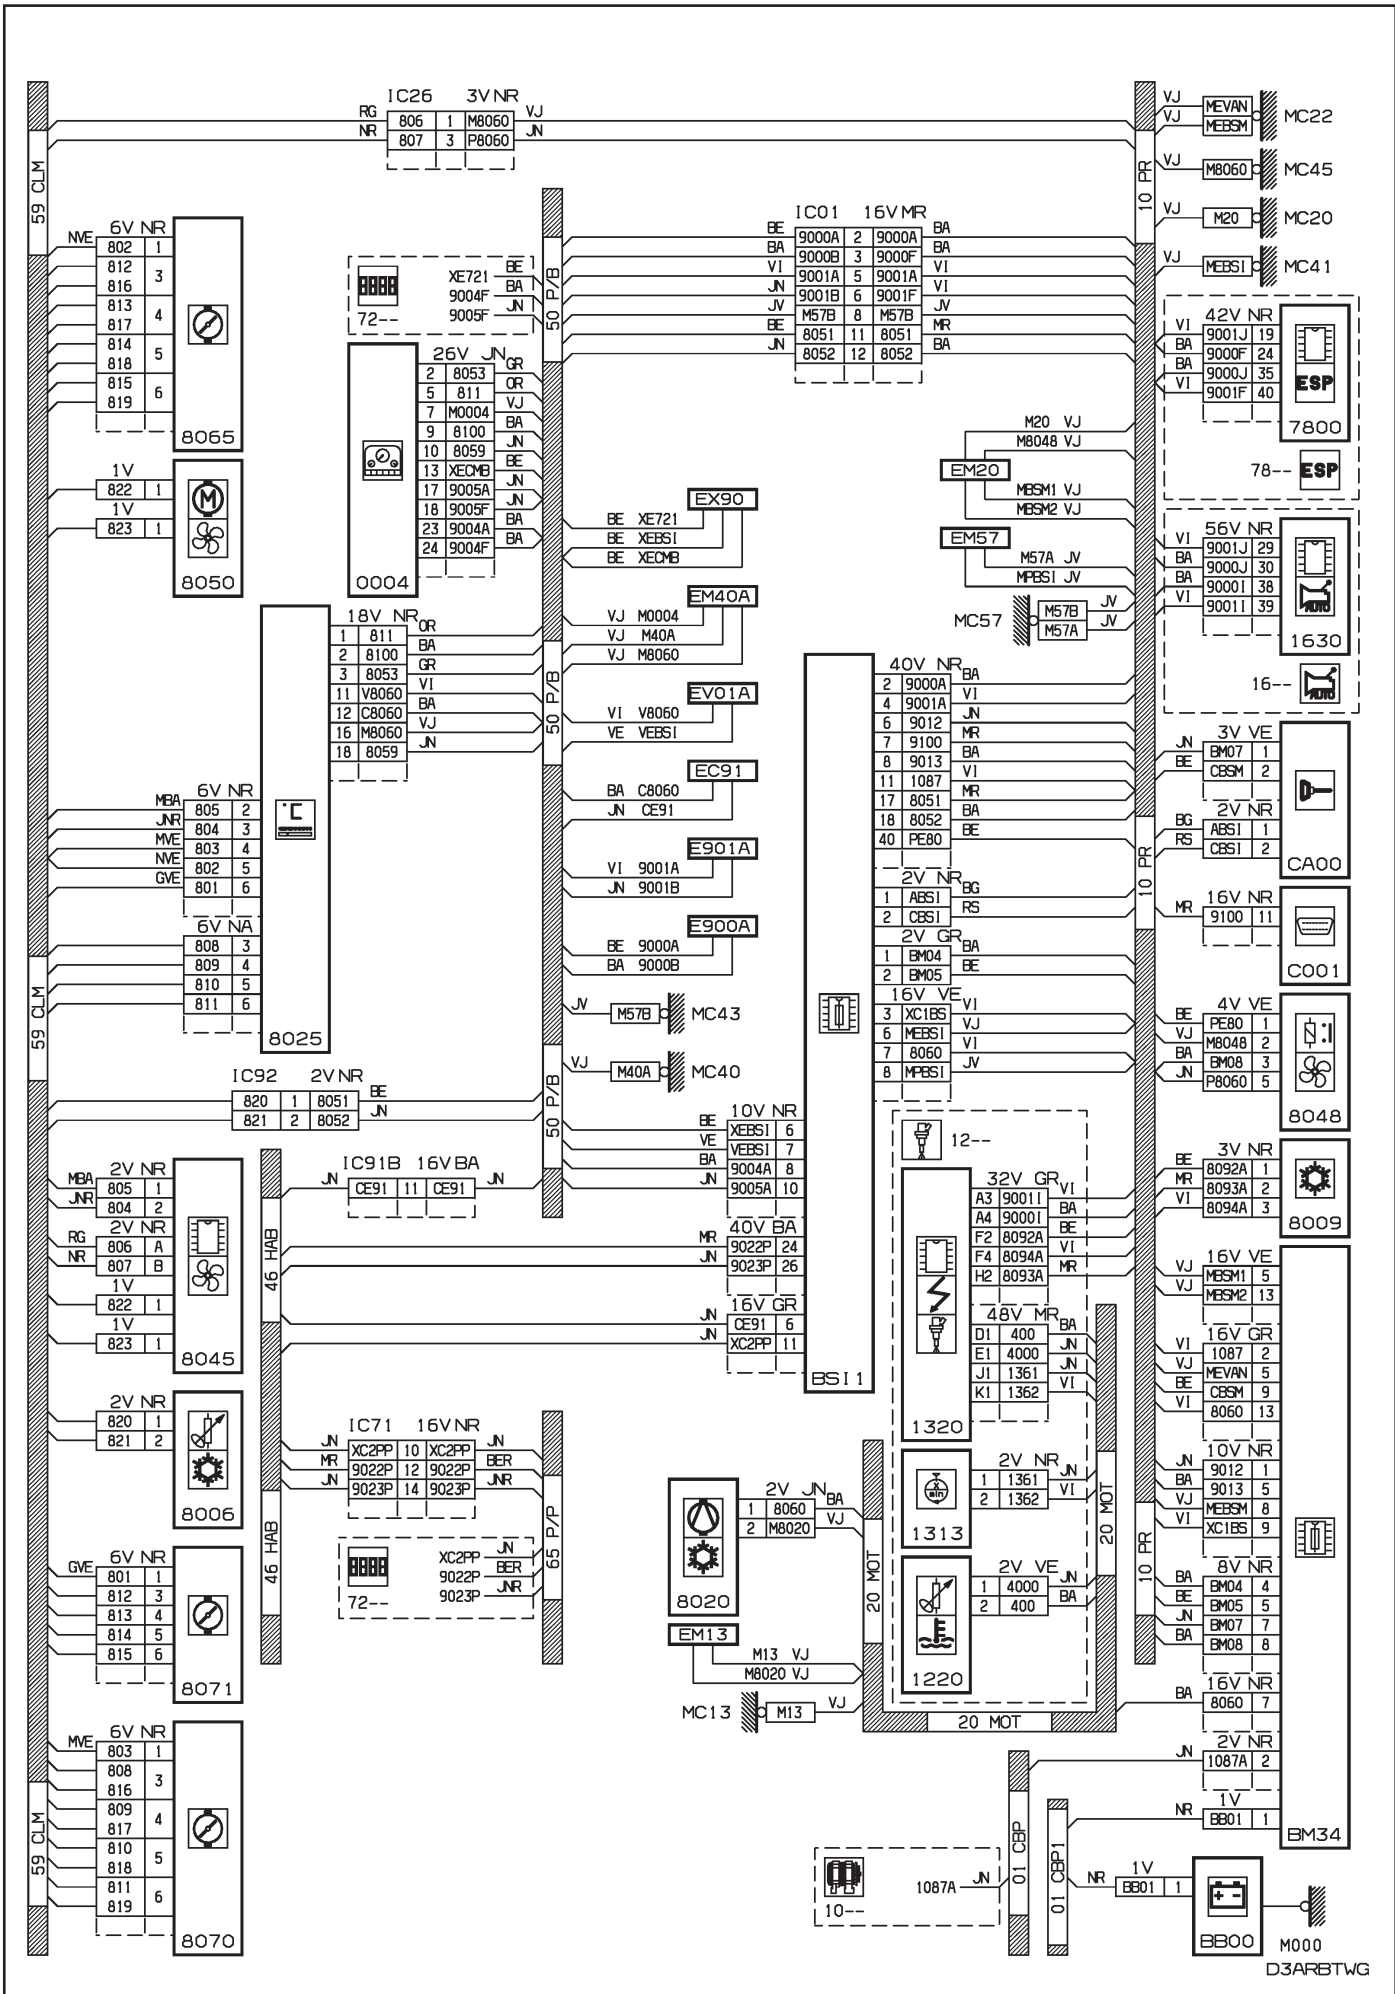 IC26 3V NR
RG 806 1 M8060 VJ
NR 807 3 P8060 JN
59 CLM
6V NR
NVE 802 1
812
816 3
813
817 4
814
818 5
815
819 6
8065
1V
822 1
1V
823 1
8050
XE721 BE
9004F BA
9005F JN
72--
50 P/B
26V JN
2 8053 GR
5 811 OR
7 M0004 VJ
9 8100 BA
10 8059 JN
13 XECMB BE
17 9005A JN
18 9005F JN
23 9004A BA
24 9004F BA
0004
IC01 16V MR
BE 9000A 2 9000A BA
BA 9000B 3 9000F BA
VI 9001A 5 9001A VI
JN 9001B 6 9001F VI
JV M57B 8 M57B JV
BE 8051 11 8051 MR
JN 8052 12 8052 BA
10 PR
VJ MEVAN
VJ MEBSM
MC22
VJ M8060 MC45
VJ M20 MC20
VJ MEBSI MC41
42V NR
VI 9001J 19
BA 9000F 24
BA 9000J 35
VI 9001F 40
ESP
7800
78-- ESP
56V NR
VI 9001J 29
BA 9000J 30
BA 9000I 38
VI 9001I 39
AUTO
1630
16-- AUTO
M20 VJ
M8048 VJ
EM20
MBSM1 VJ
MBSM2 VJ
EM57
M57A JV
MPBSI JV
MC57 M57B JV
M57A JV
EX90
BE XE721
BE XEBSI
BE XECMB
EM40A
VJ M0004
VJ M40A
VJ M8060
EV01A
VI V8060
VE VEBSI
EC91
BA C8060
JN CE91
E901A
VI 9001A
JN 9001B
E900A
BE 9000A
BA 9000B
JV M57B MC43
VJ M40A MC40
18V NR
1 811 OR
2 8100 BA
3 8053 GR
11 V8060 VI
12 C8060 BA
16 M8060 VJ
18 8059 JN
50 P/B
6V NR
MBA 805 2
JNR 804 3
MVE 803 4
NVE 802 5
GVE 801 6
6V NA
808 3
809 4
810 5
811 6
°C
8025
59 CLM
40V NR
2 9000A BA
4 9001A VI
6 9012 JN
7 9100 MR
8 9013 BA
11 1087 VI
17 8051 MR
18 8052 BA
40 PE80 BE
2V NR
1 ABSI BG
2 CBSI RS
2V GR
1 BM04 BA
2 BM05 BE
16V VE
3 XC1BS VI
6 MEBSI VJ
7 8060 VI
8 MPBSI JV
10 PR
3V VE
JN BM07 1
BE CBSM 2
2V NR
BG ABSI 1
RS CBSI 2
CA00
16V NR
MR 9100 11
C001
4V VE
BE PE80 1
VJ M8048 2
BA BM08 3
JN P8060 5
8048
IC92 2V NR
820 1 8051 BE
821 2 8052 JN
50 P/B
10V NR
BE XEBSI 6
VE VEBSI 7
BA 9004A 8
JN 9005A 10
IC91B 16V BA
JN CE91 11 CE91 JN
40V BA
MR 9022P 24
JN 9023P 26
16V GR
JN CE91 6
JN XC2PP 11
BSI1
46 HAB
2V NR
MBA 805 1
JNR 804 2
2V NR
RG 806 A
NR 807 B
1V
822 1
1V
823 1
8045
12--
32V GR
A3 9001I VI
A4 9000I BA
F2 8092A BE
F4 8094A VI
H2 8093A MR
48V MR
D1 400 BA
E1 4000 JN
J1 1361 JN
K1 1362 VI
1320
3V NR
BE 8092A 1
MR 8093A 2
VI 8094A 3
8009
16V VE
VJ MBSM1 5
VJ MBSM2 13
16V GR
VI 1087 2
VJ MEVAN 5
BE CBSM 9
VI 8060 13
10V NR
JN 9012 1
BA 9013 5
VJ MEBSM 8
VI XC1BS 9
8V NR
BA BM04 4
BE BM05 5
JN BM07 7
BA BM08 8
16V NR
BA 8060 7
2V NR
JN 1087A 2
1V
NR BB01 1
BM34
10 PR
2V NR
820 1
821 2
8006
IC71 16V NR
JN XC2PP 10 XC2PP JN
MR 9022P 12 9022P BER
JN 9023P 14 9023P JNR
46 HAB
65 P/P
XC2PP JN
9022P BER
9023P JNR
72--
2V JN
1 8060 BA
2 M8020 VJ
8020
EM13
M13 VJ
M8020 VJ
MC13 M13 VJ
20 MOT
2V NR
1 1361 JN
2 1362 VI
1313
2V VE
1 4000 JN
2 400 BA
1220
20 MOT
20 MOT
6V NR
GVE 801 1
812 3
813 4
814 5
815 6
8071
6V NR
MVE 803 1
808
816 3
809
817 4
810
818 5
811
819 6
8070
59 CLM
01 CBP
01 CBP1
1087A JN
10--
NR 1V
BB01 1
+ -
BB00
M000
D3ARBTWG